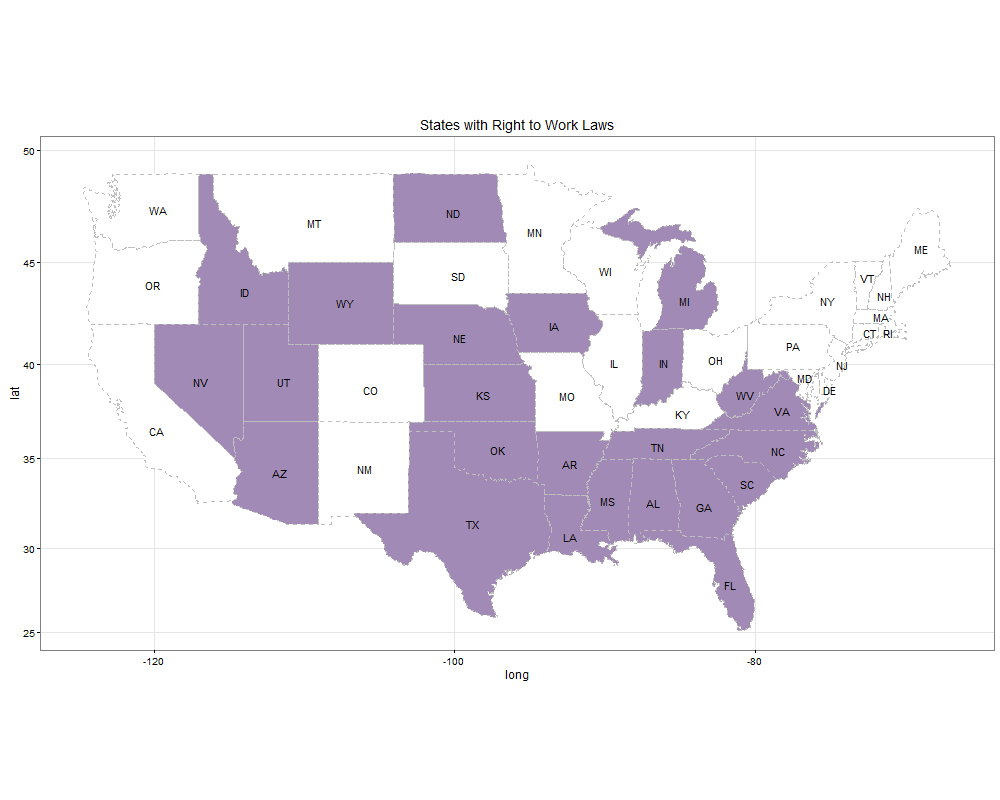 States with Right to Work Laws
50
45
40
35
30
25
lat
WA
MT
ND
MN
ME
OR
ID
WY
SD
WI
MI
VT
NH
NY
MA
CT RI
NV
UT
CO
NE
IA
IL
IN
OH
PA
NJ
MD
DE
CA
KS
MO
KY
WV
VA
AZ
NM
OK
AR
TN
NC
SC
TX
LA
MS
AL
GA
FL
-120
-100
-80
long